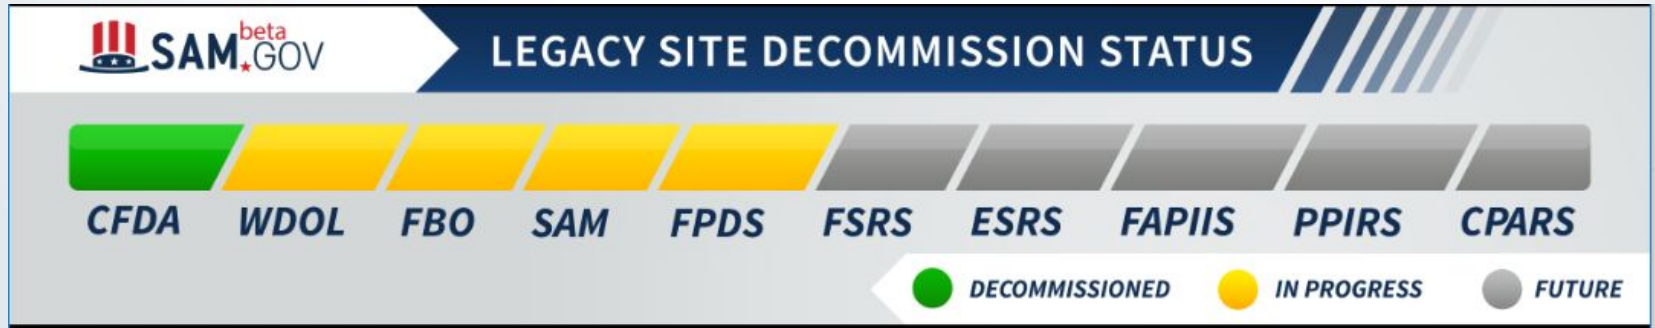 beta
SAM.GOV
LEGACY SITE DECOMMISSION STATUS
CFDA WDOL FBO SAM FPDS FSRS ESRS FAPIIS PPIRS CPARS
DECOMMISSIONED IN PROGRESS FUTURE